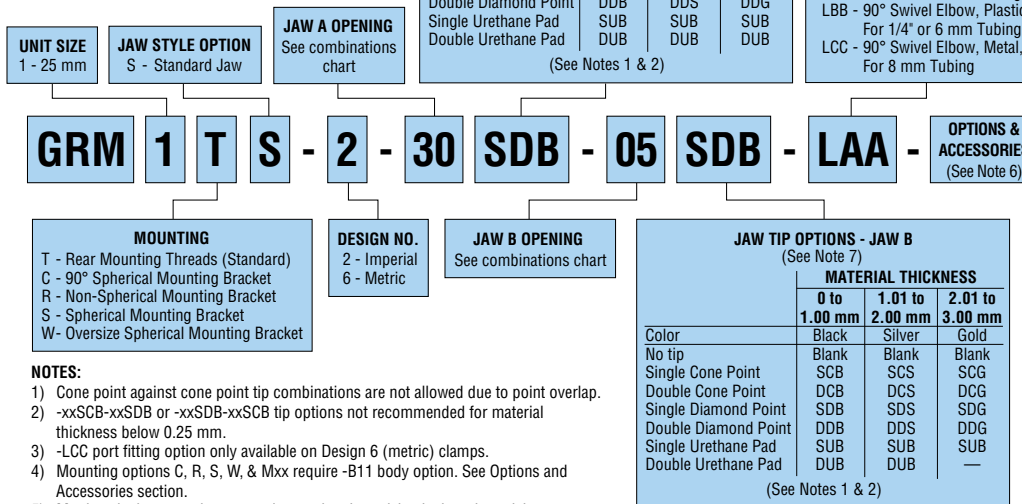 Double Diamond Point DDB DDS DDG
Single Urethane Pad SUB SUB SUB
Double Urethane Pad DUB DUB DUB
(See Notes 1 & 2)
LBB - 90° Swivel Elbow, Plastic
For 1/4" or 6 mm Tubing
LCC - 90° Swivel Elbow, Metal,
For 8 mm Tubing
UNIT SIZE
1 - 25 mm
JAW STYLE OPTION
S - Standard Jaw
JAW A OPENING
See combinations
chart
GRM 1 T S - 2 - 30 SDB - 05 SDB - LAA -
OPTIONS &
ACCESSORIES
(See Note 6)
MOUNTING
T - Rear Mounting Threads (Standard)
C - 90° Spherical Mounting Bracket
R - Non-Spherical Mounting Bracket
S - Spherical Mounting Bracket
W- Oversize Spherical Mounting Bracket
DESIGN NO.
2 - Imperial
6 - Metric
JAW B OPENING
See combinations chart
JAW TIP OPTIONS - JAW B
(See Note 7)
MATERIAL THICKNESS
0 to 1.01 to 2.01 to
1.00 mm 2.00 mm 3.00 mm
Color Black Silver Gold
No tip Blank Blank Blank
Single Cone Point SCB SCS SCG
Double Cone Point DCB DCS DCG
Single Diamond Point SDB SDS SDG
Double Diamond Point DDB DDS DDG
Single Urethane Pad SUB SUB SUB
Double Urethane Pad DUB DUB —
(See Notes 1 & 2)
NOTES:
1) Cone point against cone point tip combinations are not allowed due to point overlap.
2) -xxSCB-xxSDB or -xxSDB-xxSCB tip options not recommended for material
thickness below 0.25 mm.
3) -LCC port fitting option only available on Design 6 (metric) clamps.
4) Mounting options C, R, S, W, & Mxx require -B11 body option. See Options and
Accessories section.